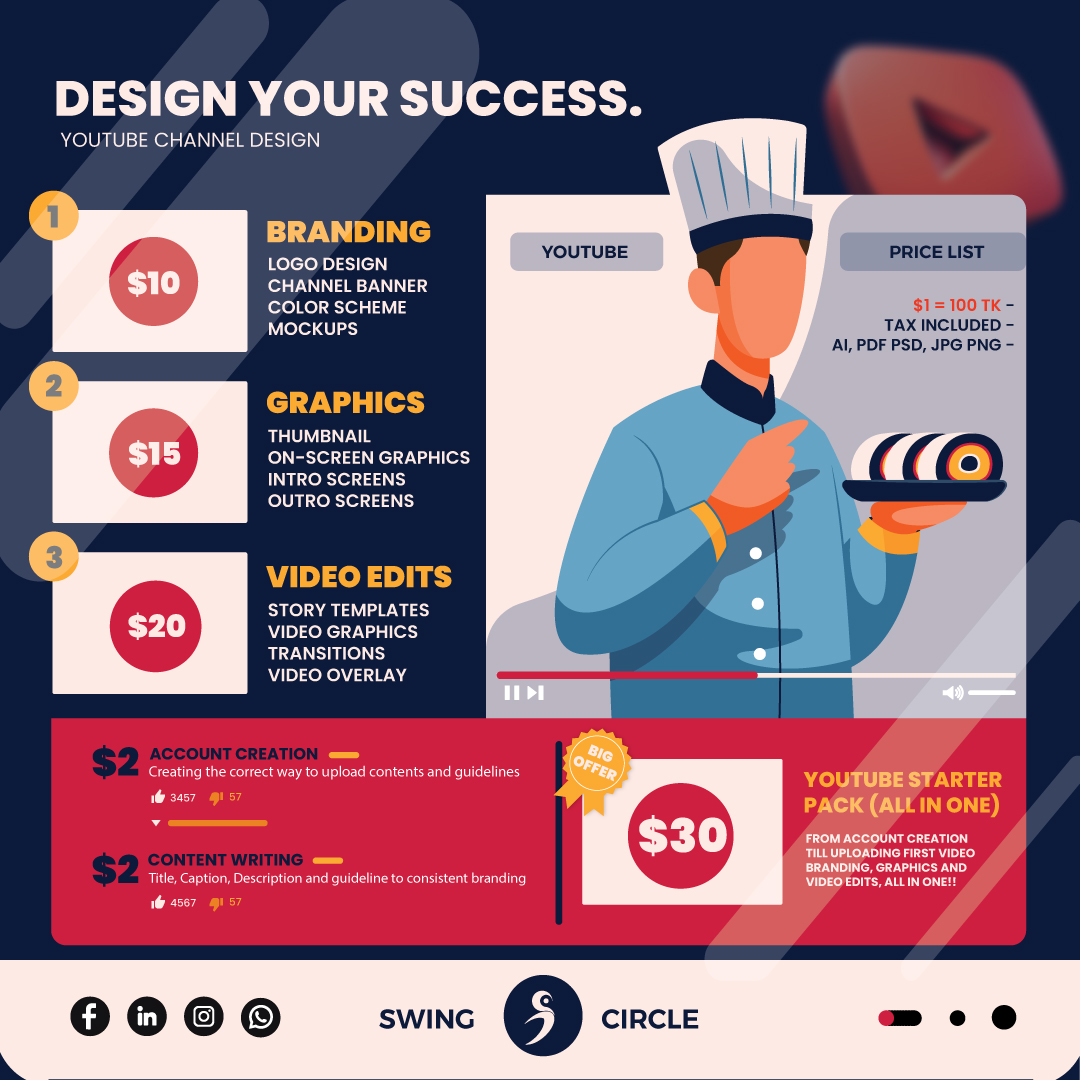 DESIGN YOUR SUCCESS.
YOUTUBE CHANNEL DESIGN
1
$10
BRANDING
LOGO DESIGN
CHANNEL BANNER
COLOR SCHEME
MOCKUPS
2
$15
GRAPHICS
THUMBNAIL
ON-SCREEN GRAPHICS
INTRO SCREENS
OUTRO SCREENS
3
$20
VIDEO EDITS
STORY TEMPLATES
VIDEO GRAPHICS
TRANSITIONS
VIDEO OVERLAY
YOUTUBE
PRICE LIST
$1 = 100 TK -
TAX INCLUDED -
AI, PDF PSD, JPG PNG -
$2 ACCOUNT CREATION
Creating the correct way to upload contents and guidelines
3457 57
$2 CONTENT WRITING
Title, Caption, Description and guideline to consistent branding
4567 57
BIG
OFFER
$30
YOUTUBE STARTER
PACK (ALL IN ONE)
FROM ACCOUNT CREATION
TILL UPLOADING FIRST VIDEO
BRANDING, GRAPHICS AND
VIDEO EDITS, ALL IN ONE!!
SWING CIRCLE